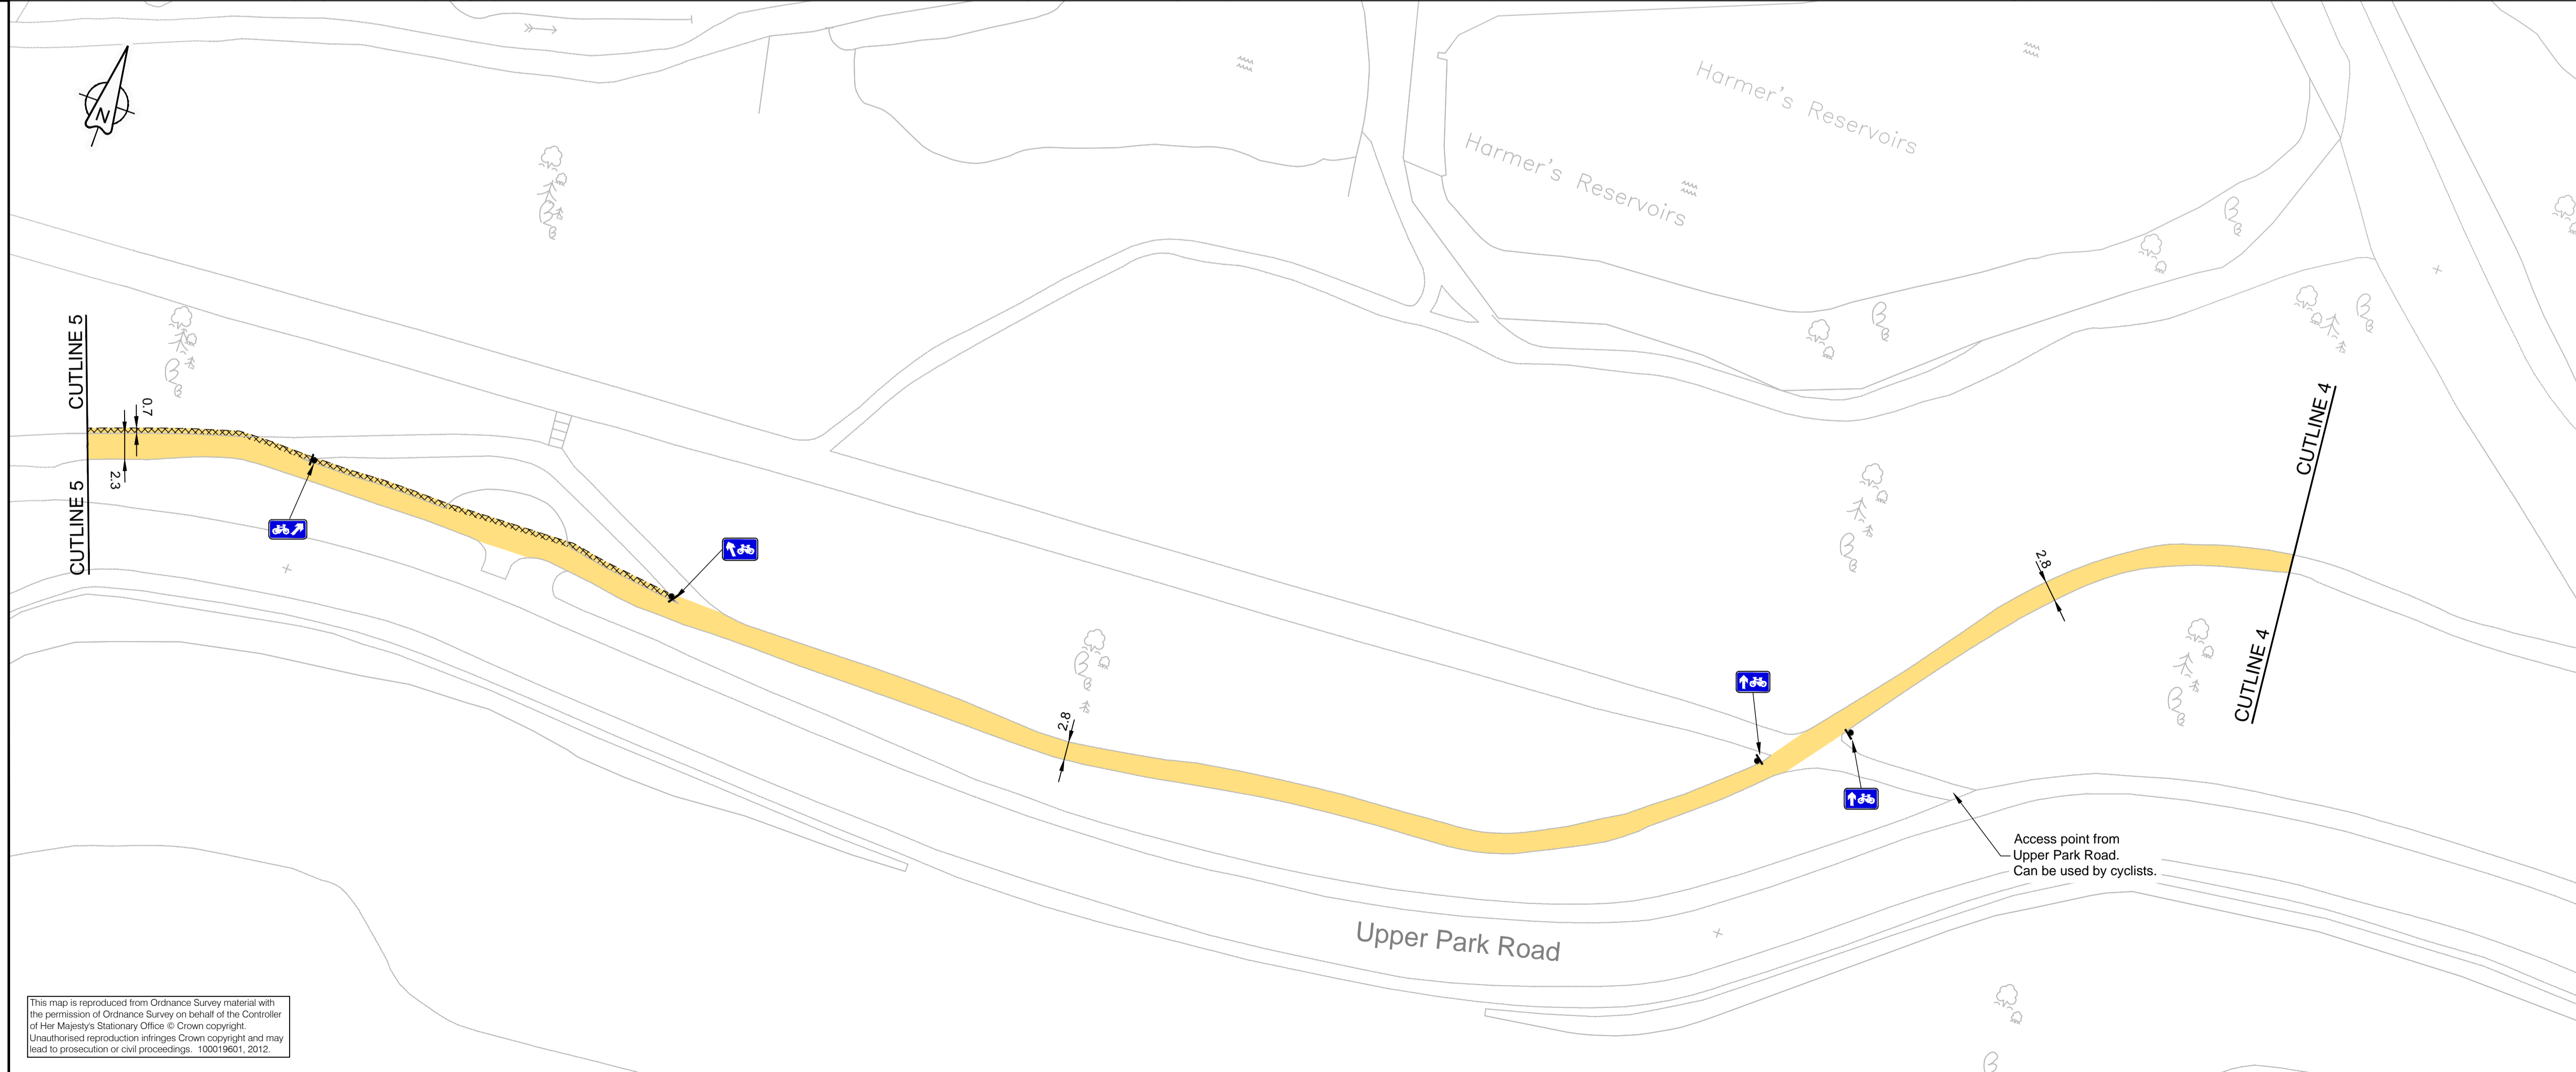 N
Harmer's Reservoirs
Harmer's Reservoirs
CUTLINE 5
CUTLINE 5
0.7
2.3
2.8
2.8
CUTLINE 4
CUTLINE 4
Access point from
Upper Park Road.
Can be used by cyclists.
Upper Park Road
This map is reproduced from Ordnance Survey material with
the permission of Ordnance Survey on behalf of the Controller
of Her Majesty's Stationary Office © Crown copyright.
Unauthorised reproduction infringes Crown copyright and may
lead to prosecution or civil proceedings. 100019601, 2012.